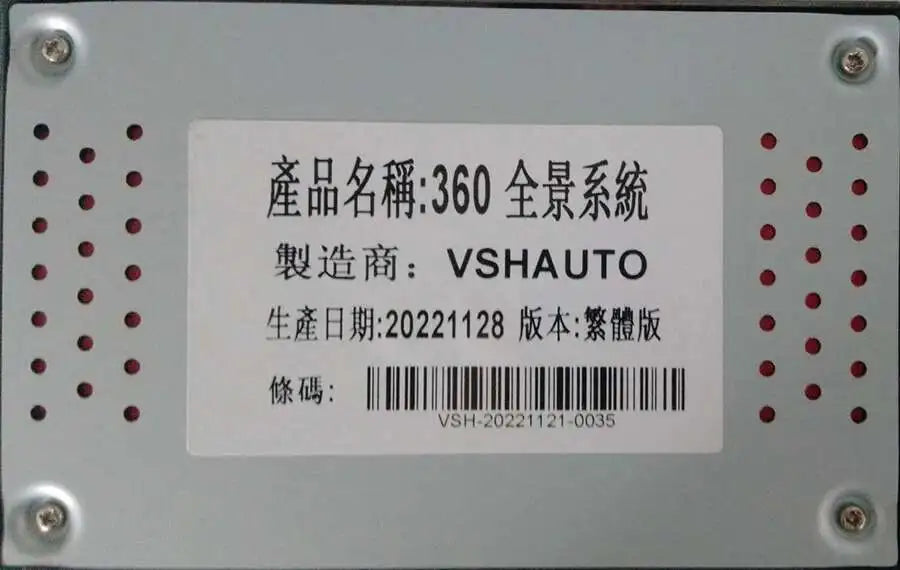 產品名稱:360 全景系統
製造商：VSHAUTO
生產日期:20221128 版本:繁體版
條碼:
VSH-20221121-0035